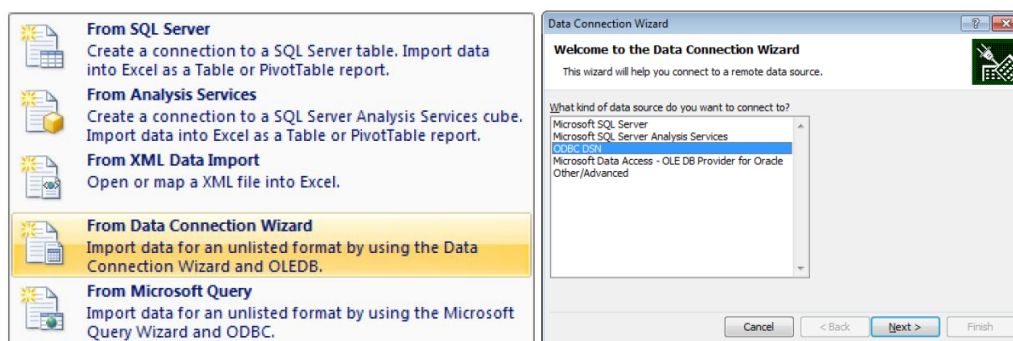 From SQL Server
Create a connection to a SQL Server table. Import data
into Excel as a Table or PivotTable report.
From Analysis Services
Create a connection to a SQL Server Analysis Services cube.
Import data into Excel as a Table or PivotTable report.
From XML Data Import
Open or map a XML file into Excel.
From Data Connection Wizard
Import data for an unlisted format by using the Data
Connection Wizard and OLEDB.
From Microsoft Query
Import data for an unlisted format by using the Microsoft
Query Wizard and ODBC.
Data Connection Wizard
Welcome to the Data Connection Wizard
This wizard will help you connect to a remote data source.
What kind of data source do you want to connect to?
Microsoft SQL Server
Microsoft SQL Server Analysis Services
ODBC DSN
Microsoft Data Access - OLE DB Provider for Oracle
Other/Advanced
Cancel < Back Next > Finish